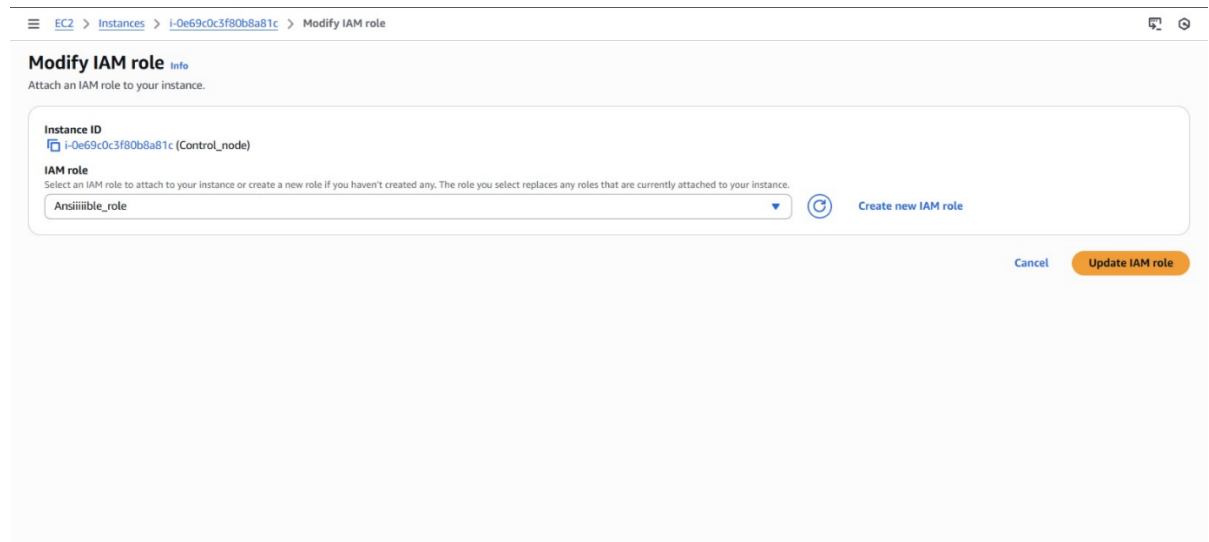 EC2 > Instances > i-0e69c0c3f80b8a81c > Modify IAM role
Modify IAM role Info
Attach an IAM role to your instance.
Instance ID
i-0e69c0c3f80b8a81c (Control_node)
IAM role
Select an IAM role to attach to your instance or create a new role if you haven't created any. The role you select replaces any roles that are currently attached to your instance.
Ansiiiible_role
Create new IAM role
Cancel
Update IAM role